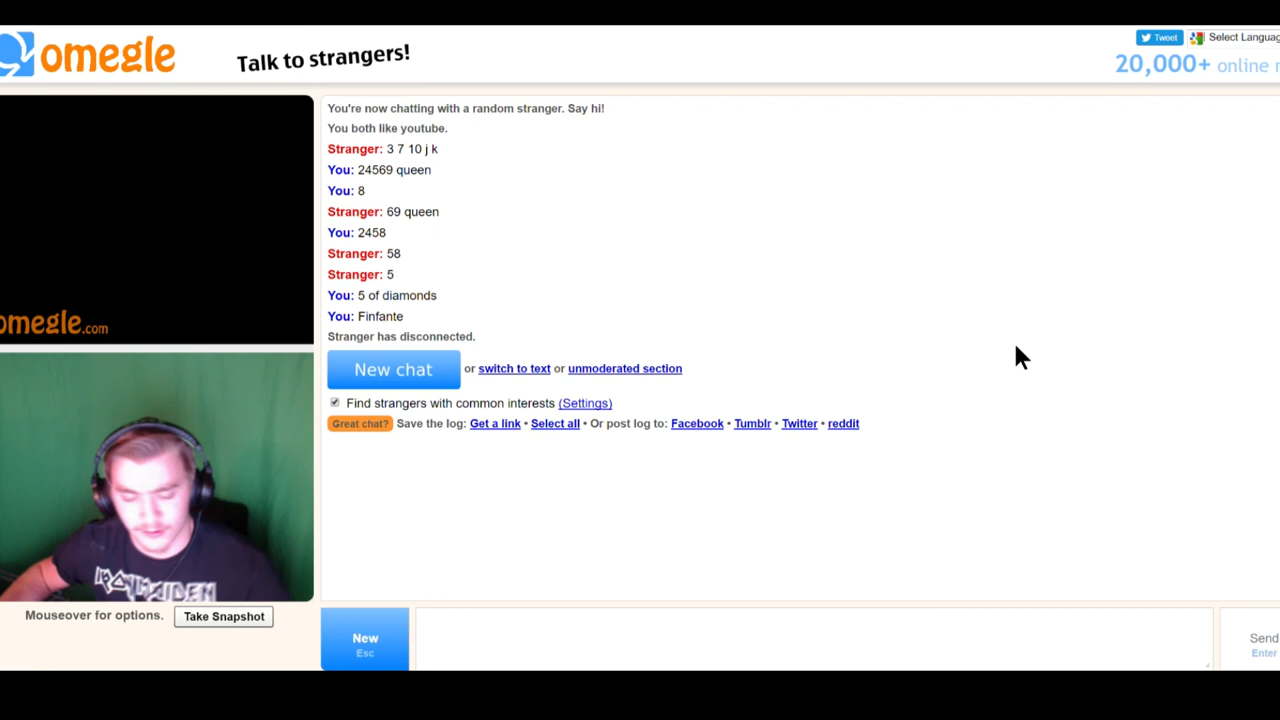 omegle
Talk to strangers!
Tweet
Select Languag
20,000+ online
You're now chatting with a random stranger. Say hi!
You both like youtube.
Stranger: 3 7 10 j k
You: 24569 queen
You: 8
Stranger: 69 queen
You: 2458
Stranger: 58
Stranger: 5
You: 5 of diamonds
You: Finfante
Stranger has disconnected.
New chat or switch to text or unmoderated section
Find strangers with common interests (Settings)
Great chat? Save the log: Get a link • Select all • Or post log to: Facebook • Tumblr • Twitter • reddit
omegle.com
IRON MAIDEN
Mouseover for options.
Take Snapshot
New
Esc
Send
Enter